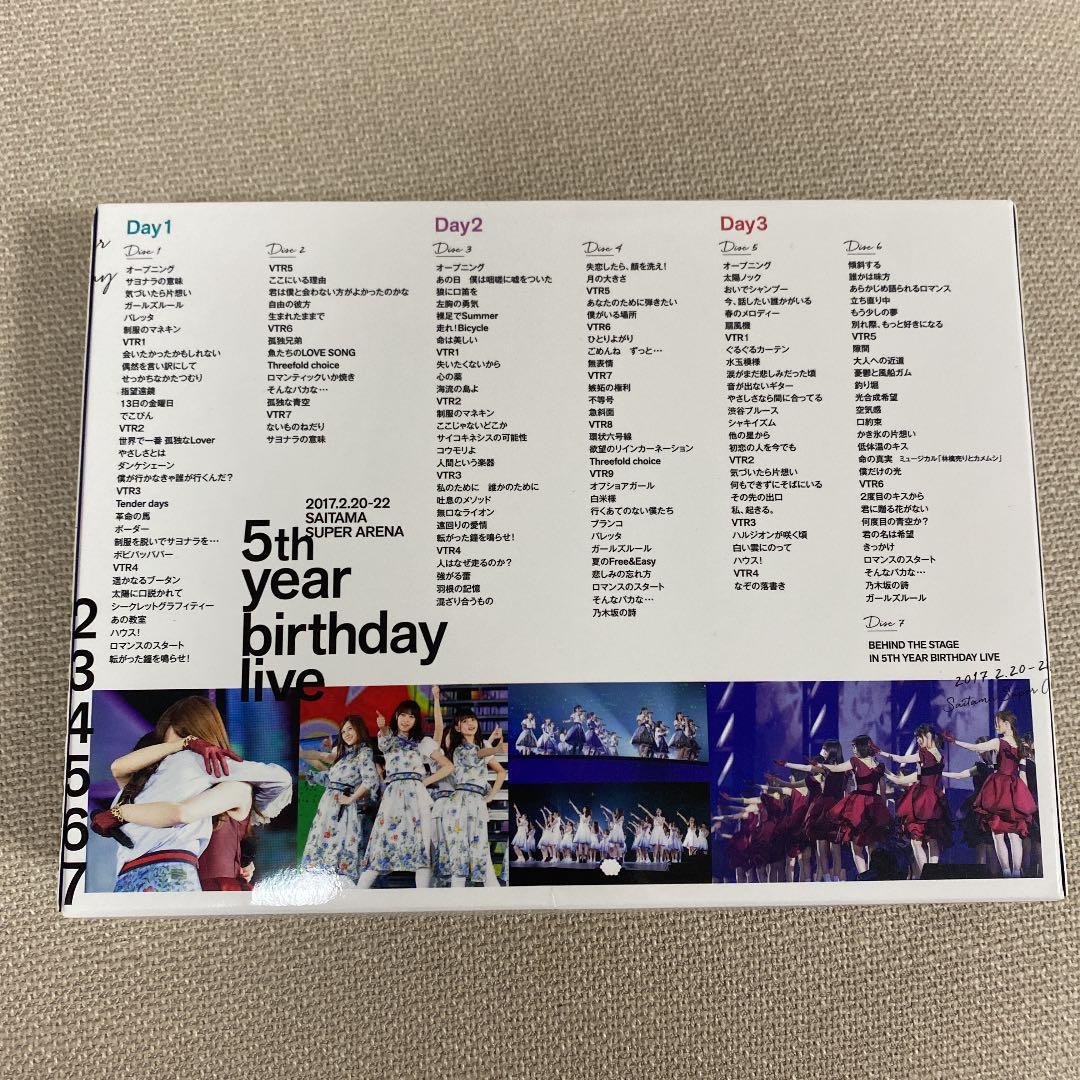 Day1
Disc 1
オープニング
サヨナラの意味
気づいたら片想い
ガールズルール
バレッタ
制服のマネキン
VTR1
会いたかったかもしれない
偶然を言い訳にして
せっかちなかたつむり
指望遠鏡
13日の金曜日
でこぴん
VTR2
世界で一番 孤独なLover
やさしさとは
ダンケシェーン
僕が行かなきゃ誰が行くんだ?
VTR3
Tender days
革命の馬
ボーダー
制服を脱いでサヨナラを…
ポピパッパパー
VTR4
遥かなるブータン
太陽に口説かれて
シークレットグラフィティー
あの教室
ハウス!
ロマンスのスタート
転がった鐘を鳴らせ!
Disc 2
VTR5
ここにいる理由
君は僕と会わない方がよかったのかな
自由の彼方
生まれたままで
VTR6
孤独兄弟
魚たちのLOVE SONG
Threefold choice
ロマンティックいか焼き
そんなバカな…
孤独な青空
VTR7
ないものねだり
サヨナラの意味
Day2
Disc 3
オープニング
あの日 僕は咄嗟に嘘をついた
狼に口笛を
左胸の勇気
裸足でSummer
走れ!Bicycle
命は美しい
VTR1
失いたくないから
心の薬
海流の島よ
VTR2
制服のマネキン
ここじゃないどこか
サイコキネシスの可能性
コウモリよ
人間という楽器
VTR3
私のために 誰かのために
吐息のメソッド
無口なライオン
遠回りの愛情
転がった鐘を鳴らせ!
VTR4
人はなぜ走るのか?
強がる蕾
羽根の記憶
混ざり合うもの
Disc 4
失恋したら、顔を洗え!
月の大きさ
VTR5
あなたのために弾きたい
僕がいる場所
VTR6
ひとりよがり
ごめんね ずっと…
無表情
VTR7
嫉妬の権利
不等号
急斜面
VTR8
環状六号線
欲望のリインカーネーション
Threefold choice
VTR9
オフショアガール
白米様
行くあてのない僕たち
ブランコ
バレッタ
ガールズルール
夏のFree&Easy
悲しみの忘れ方
ロマンスのスタート
そんなバカな…
乃木坂の詩
Day3
Disc 5
オープニング
太陽ノック
おいでシャンプー
今、話したい誰かがいる
春のメロディー
扇風機
VTR1
ぐるぐるカーテン
水玉模様
涙がまだ悲しみだった頃
音が出ないギター
やさしさなら間に合ってる
渋谷ブルース
シャキイズム
他の星から
初恋の人を今でも
VTR2
気づいたら片想い
何もできずにそばにいる
その先の出口
私、起きる。
VTR3
ハルジオンが咲く頃
白い雲にのって
ハウス!
VTR4
なぞの落書き
Disc 6
傾斜する
誰かは味方
あらかじめ語られるロマンス
立ち直り中
もう少しの夢
別れ際、もっと好きになる
VTR5
隙間
大人への近道
憂鬱と風船ガム
釣り堀
光合成希望
空気感
口約束
かき氷の片想い
低体温のキス
命の真実 ミュージカル「林檎売りとカメムシ」
僕だけの光
VTR6
2度目のキスから
君に贈る花がない
何度目の青空か?
君の名は希望
きっかけ
ロマンスのスタート
そんなバカな…
乃木坂の詩
ガールズルール
Disc 7
BEHIND THE STAGE
IN 5TH YEAR BIRTHDAY LIVE
2017.2.20-22
SAITAMA
SUPER ARENA
5th
year
birthday
live
2
3
4
5
6
7
2017 2.20-2